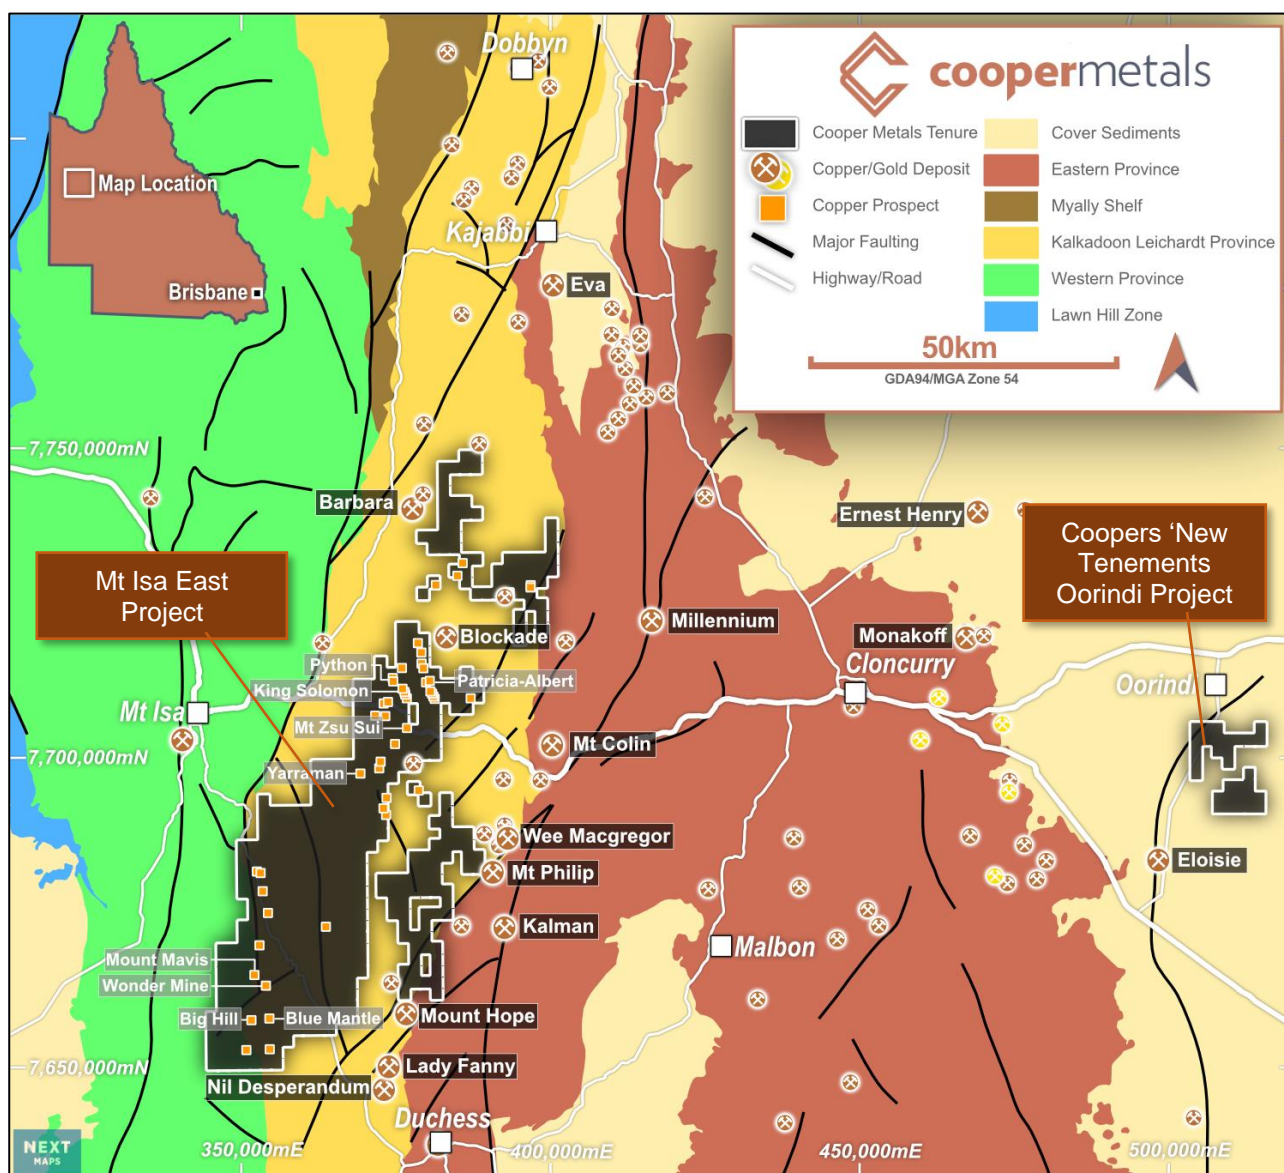 coopermetals
Cooper Metals Tenure
Copper/Gold Deposit
Copper Prospect
Major Faulting
Highway/Road
Cover Sediments
Eastern Province
Myally Shelf
Kalkadoon Leichardt Province
Western Province
Lawn Hill Zone
50km
GDA94/MGA Zone 54
Map Location
Brisbane
Dobbyn
Kajabbi
Eva
7,750,000mN
Barbara
Ernest Henry
Coopers ‘New
Tenements
Oorindi Project
Mt Isa East
Project
Blockade
Millennium
Monakoff
Python
King Solomon
Patricia-Albert
Cloncurry
Oorindi
Mt Isa
Mt Zsu Sui
Mt Colin
7,700,000mN
Yarraman
Wee Macgregor
Mt Philip
Eloisie
Kalman
Malbon
Mount Mavis
Wonder Mine
Big Hill
Blue Mantle
Mount Hope
7,650,000mN
Lady Fanny
Nil Desperandum
Duchess
350,000mE
400,000mE
450,000mE
500,000mE
NEXT
MAPS